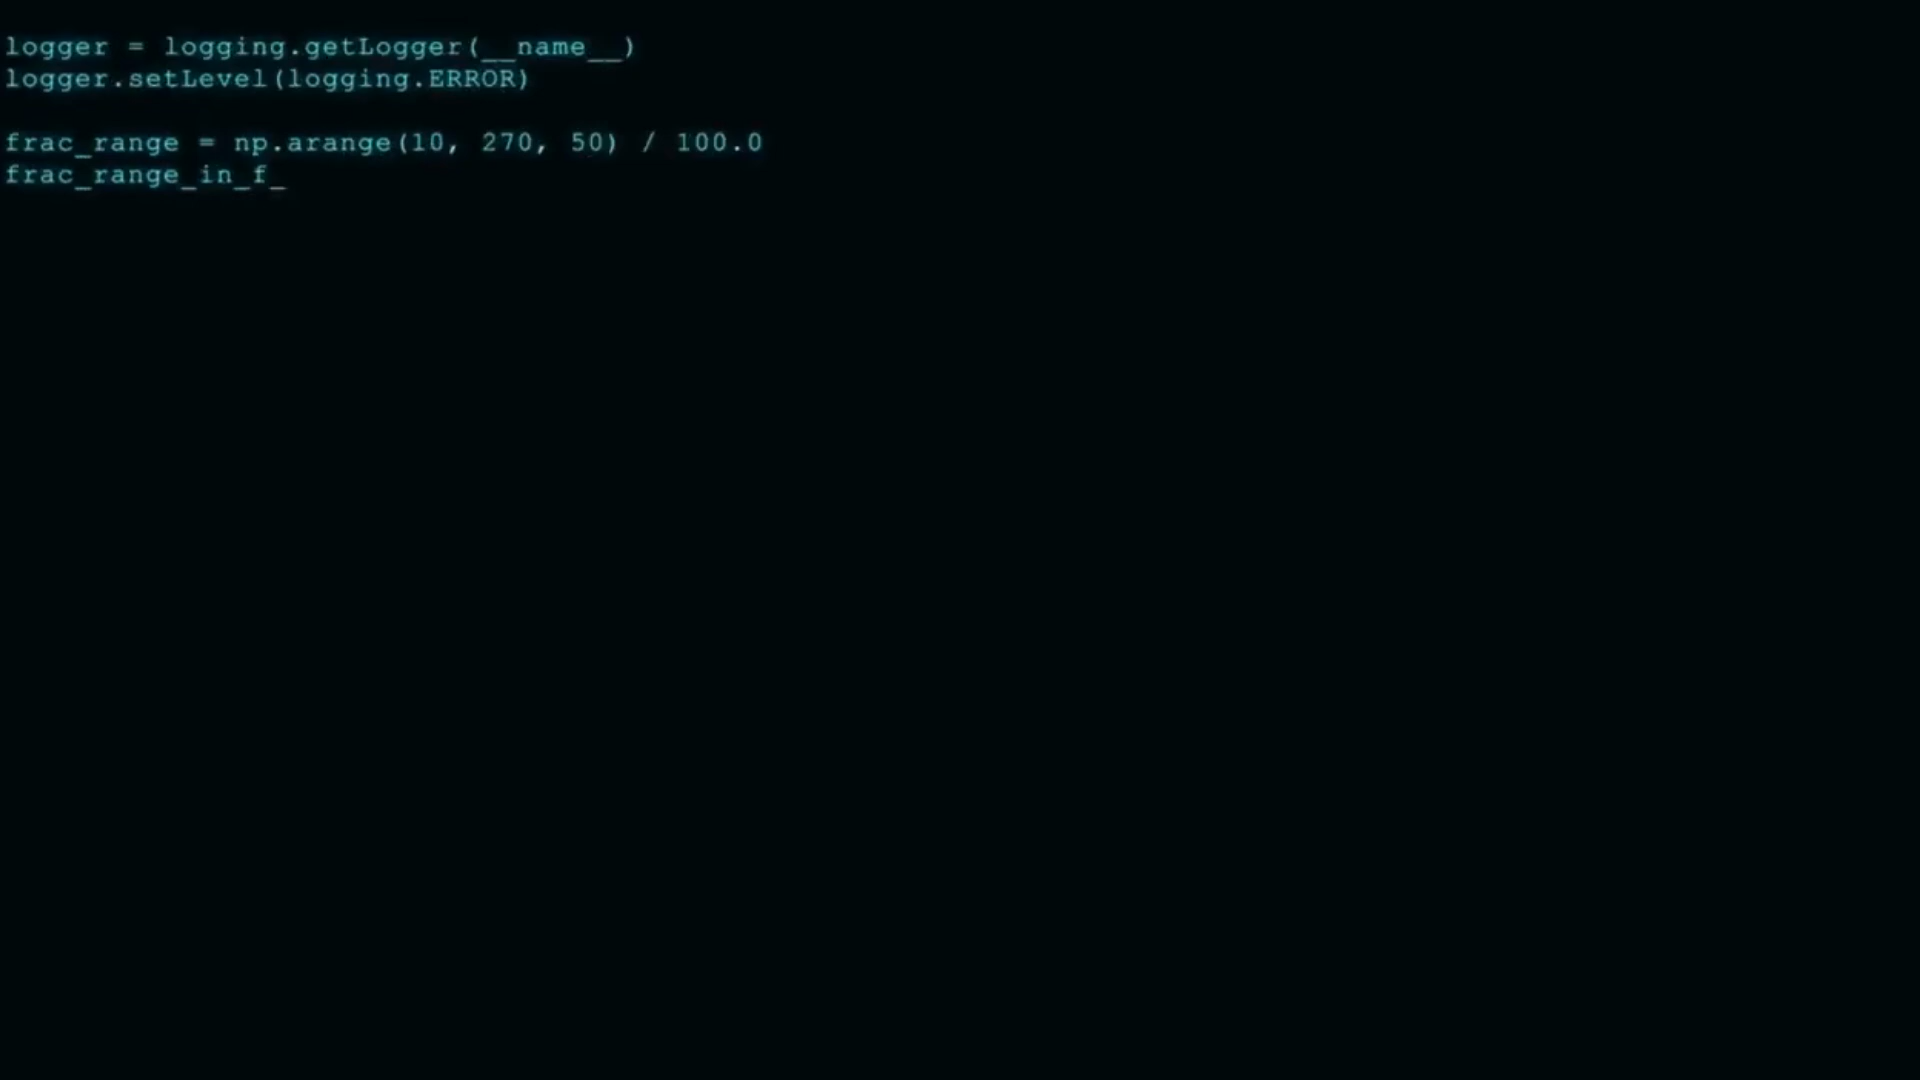 logger = logging.getLogger(__name__)
logger.setLevel(logging.ERROR)
frac_range = np.arange(10, 270, 50) / 100.0
frac_range_in_f_